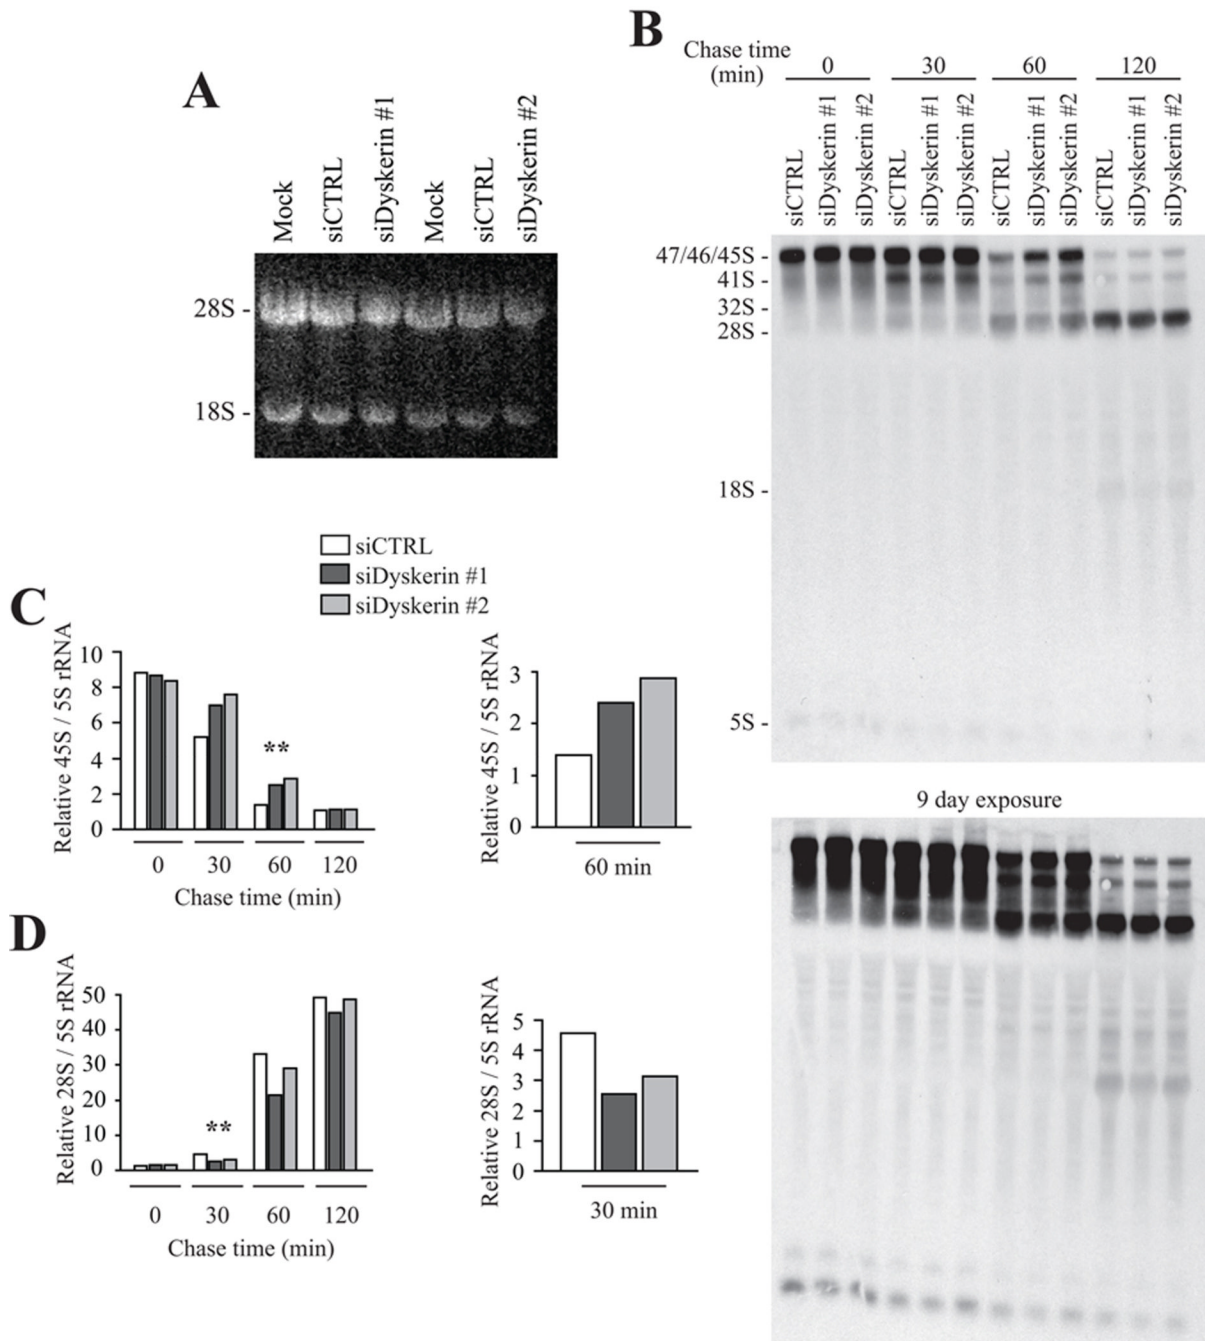 A
Mock
siCTRL
siDyskerin #1
Mock
siCTRL
siDyskerin #2
28S -
18S -
B
Chase time
(min)
0 30 60 120
siCTRL
siDyskerin #1
siDyskerin #2
siCTRL
siDyskerin #1
siDyskerin #2
siCTRL
siDyskerin #1
siDyskerin #2
siCTRL
siDyskerin #1
siDyskerin #2
47/46/45S -
41S -
32S -
28S -
18S -
5S -
9 day exposure
siCTRL
siDyskerin #1
siDyskerin #2
C
Relative 45S / 5S rRNA
10
8
6
4
2
0
**
0 30 60 120
Chase time (min)
Relative 45S / 5S rRNA
3
2
1
0
60 min
D
Relative 28S / 5S rRNA
50
40
30
20
10
0
**
0 30 60 120
Chase time (min)
Relative 28S / 5S rRNA
5
4
3
2
1
0
30 min